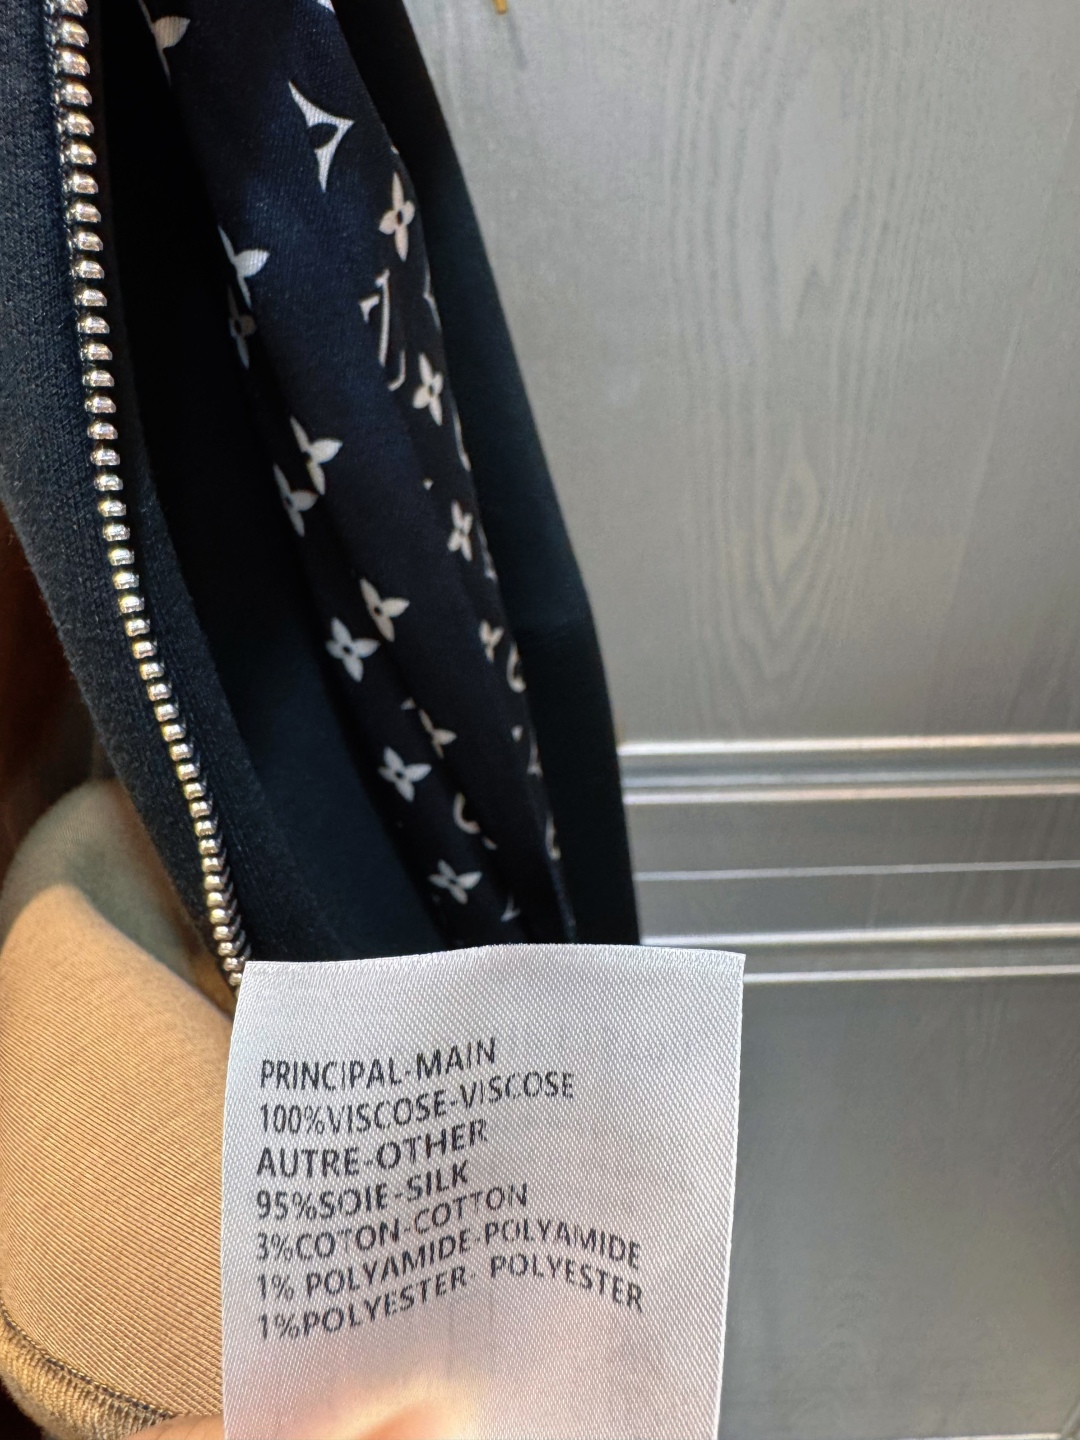 PRINCIPAL-MAIN
100%VISCOSE-VISCOSE
AUTRE-OTHER
95%SOIE-SILK
3%COTON-COTTON
1% POLYAMIDE-POLYAMIDE
1%POLYESTER- POLYESTER